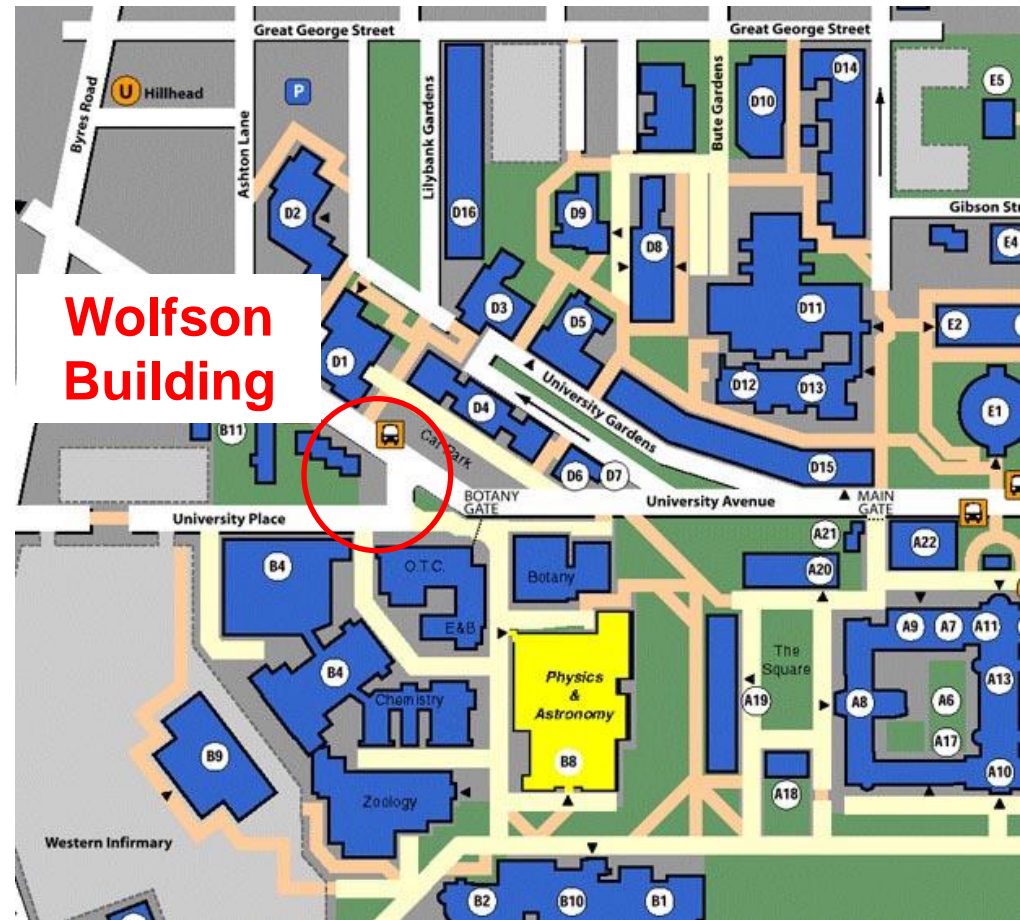 Great George Street
Great George Street
D14
Byres Road
U Hillhead
P
Ashton Lane
Lilybank Gardens
Bute Gardens
D10
E5
D2
D16
D9
D8
Gibson
E4
Wolfson
Building
D3
D5
D11
E2
D1
D4
University Gardens
D12
D13
E1
B11
Car Park
D6
D7
D15
BOTANY
GATE
University Avenue
MAIN
GATE
University Place
A21
A22
B4
O.T.C.
Botany
A20
E&B
A9
A7
A11
B4
Physics
&
Astronomy
The
Square
A13
Chemistry
A19
A8
A6
B9
B8
A17
A10
Zoology
A18
Western Infirmary
B2
B10
B1